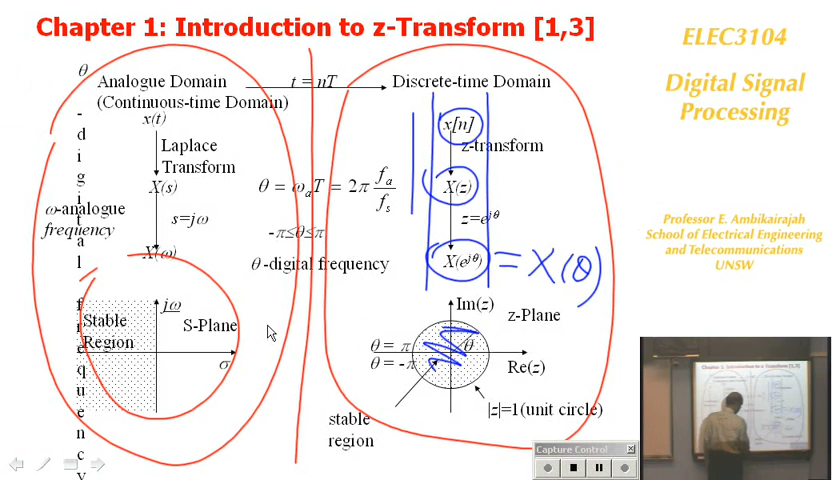 Chapter 1: Introduction to z-Transform [1,3]
ELEC3104
Digital Signal
Processing
Professor E. Ambikairajah
School of Electrical Engineering
and Telecommunications
UNSW
θ
-
d
i
g
i
t
a
l
f
r
e
q
u
e
n
c
y
Analogue Domain
(Continuous-time Domain)
t = nT
Discrete-time Domain
x(t)
x[n]
Laplace
Transform
z-transform
X(s)
θ = ω_a T = 2π f_a / f_s
X(z)
ω-analogue
frequency
s=jω
z=e^{jθ}
-π≤θ≤π
X(ω)
θ-digital frequency
X(e^{jθ})
= X(θ)
jω
Stable
Region
S-Plane
σ
Im(z)
z-Plane
θ = π
θ = -π
θ
Re(z)
|z|=1(unit circle)
stable
region
Capture Control